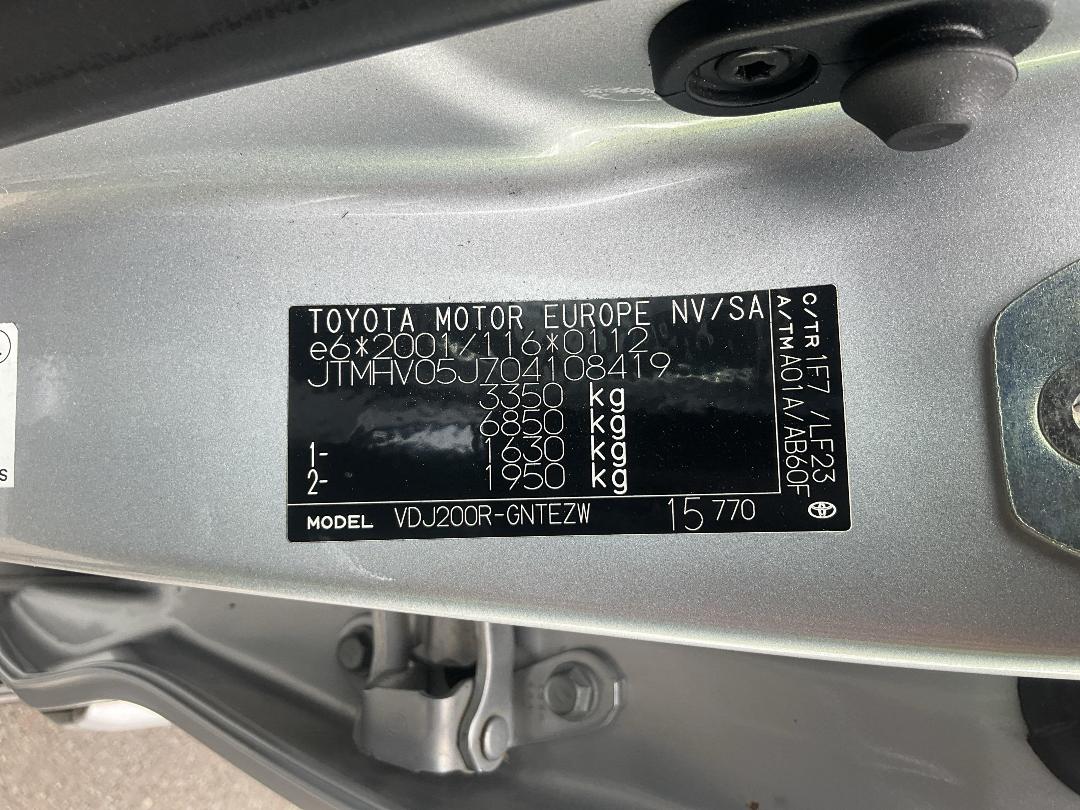 TOYOTA MOTOR EUROPE NV/SA
e6*2001/116*0112
JTMHV05J704108419
3350 kg
6850 kg
1- 1630 kg
2- 1950 kg
MODEL VDJ200R-GNTEZW 15 770
C/TR 1F7 /LF23
A/TM A01A/AB60F
S